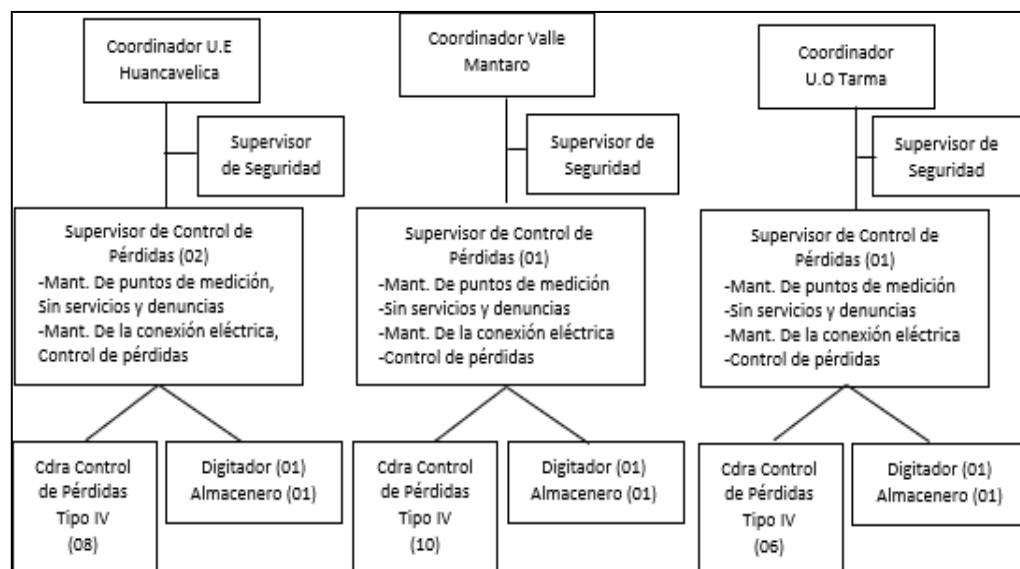 Coordinador U.E
Huancavelica
Supervisor
de Seguridad
Supervisor de Control de
Pérdidas (02)
-Mant. De puntos de medición,
Sin servicios y denuncias
-Mant. De la conexión eléctrica,
Control de pérdidas
Cdra Control
de Pérdidas
Tipo IV
(08)
Digitador (01)
Almacenero (01)
Coordinador Valle
Mantaro
Supervisor de
Seguridad
Supervisor de Control de
Pérdidas (01)
-Mant. De puntos de medición
-Sin servicios y denuncias
-Mant. De la conexión eléctrica
-Control de pérdidas
Cdra Control
de Pérdidas
Tipo IV
(10)
Digitador (01)
Almacenero (01)
Coordinador
U.O Tarma
Supervisor de
Seguridad
Supervisor de Control de
Pérdidas (01)
-Mant. De puntos de medición
-Sin servicios y denuncias
-Mant. De la conexión eléctrica
-Control de pérdidas
Cdra Control
de Pérdidas
Tipo IV
(06)
Digitador (01)
Almacenero (01)